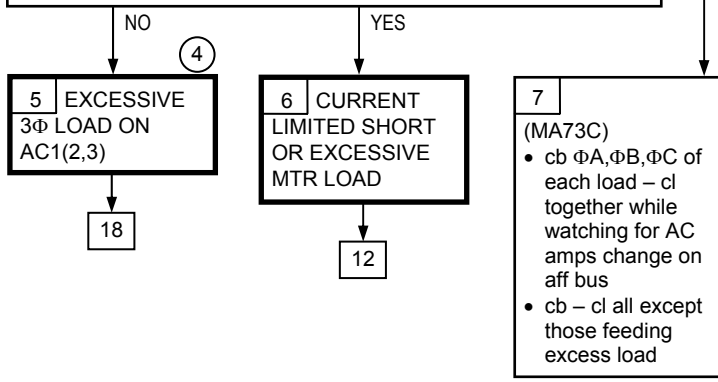 NO
YES
4
5 EXCESSIVE
3Φ LOAD ON
AC1(2,3)
18
6 CURRENT
LIMITED SHORT
OR EXCESSIVE
MTR LOAD
12
7
(MA73C)
• cb ΦA,ΦB,ΦC of
each load – cl
together while
watching for AC
amps change on
aff bus
• cb – cl all except
those feeding
excess load